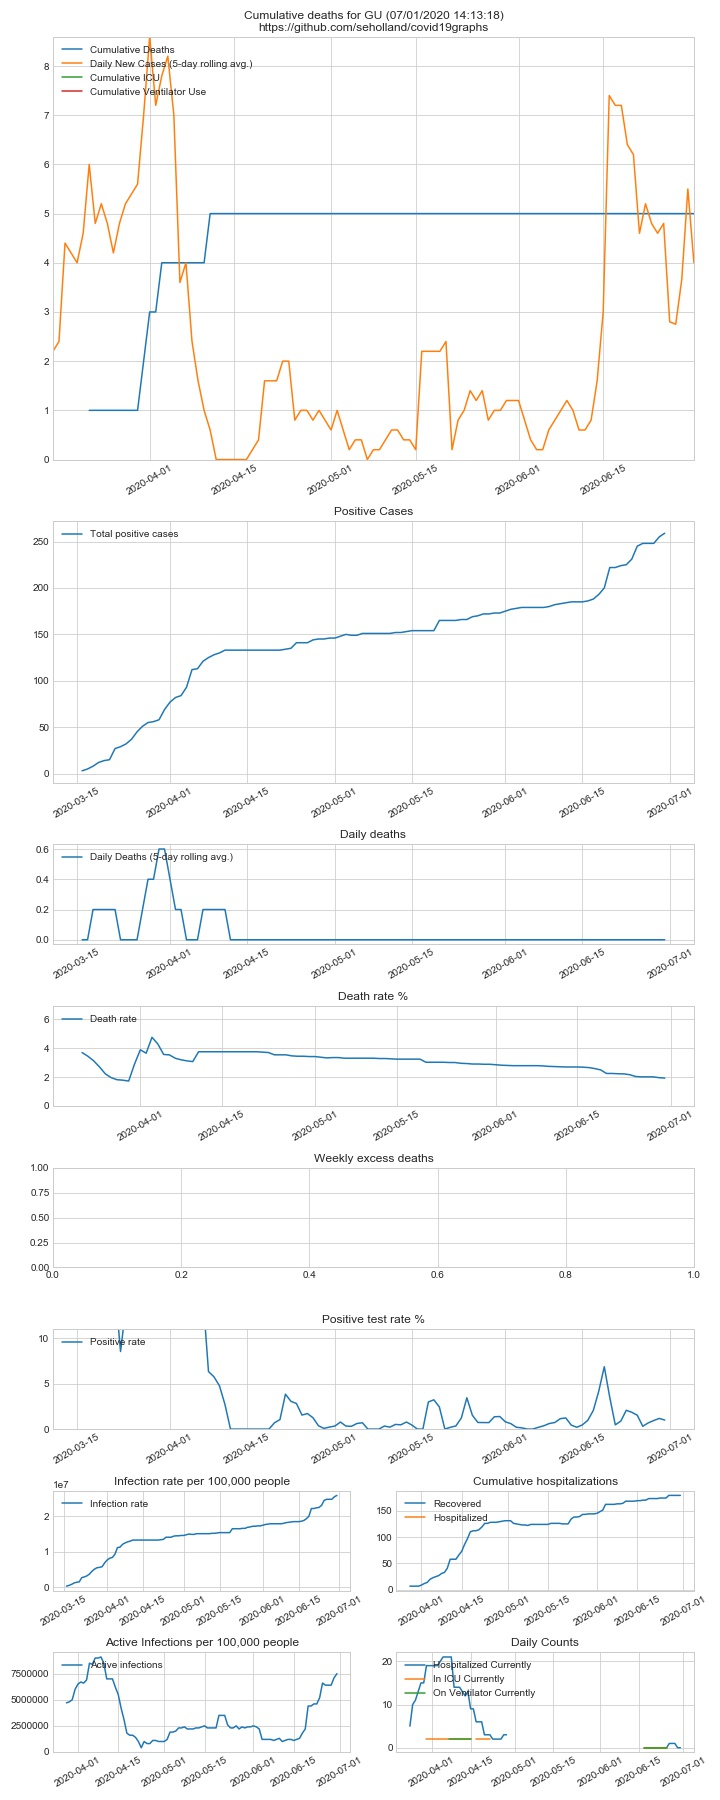 Cumulative deaths for GU (07/01/2020 14:13:18)
https://github.com/seholland/covid19graphs
Cumulative Deaths
Daily New Cases (5-day rolling avg.)
Cumulative ICU
Cumulative Ventilator Use
8
7
6
5
4
3
2
1
0
2020-04-01 2020-04-15 2020-05-01 2020-05-15 2020-06-01 2020-06-15
Positive Cases
Total positive cases
250
200
150
100
50
0
2020-03-15 2020-04-01 2020-04-15 2020-05-01 2020-05-15 2020-06-01 2020-06-15 2020-07-01
Daily deaths
Daily Deaths (5-day rolling avg.)
0.6
0.4
0.2
0.0
2020-03-15 2020-04-01 2020-04-15 2020-05-01 2020-05-15 2020-06-01 2020-06-15 2020-07-01
Death rate %
Death rate
6
4
2
0
2020-04-01 2020-04-15 2020-05-01 2020-05-15 2020-06-01 2020-06-15 2020-07-01
Weekly excess deaths
1.00
0.75
0.50
0.25
0.00
0.0 0.2 0.4 0.6 0.8 1.0
Positive test rate %
Positive rate
10
5
0
2020-03-15 2020-04-01 2020-04-15 2020-05-01 2020-05-15 2020-06-01 2020-06-15 2020-07-01
Infection rate per 100,000 people
1e7
Infection rate
2
1
0
2020-03-15 2020-04-01 2020-04-15 2020-05-01 2020-05-15 2020-06-01 2020-06-15 2020-07-01
Cumulative hospitalizations
Recovered
Hospitalized
150
100
50
0
2020-04-01 2020-04-15 2020-05-01 2020-05-15 2020-06-01 2020-06-15 2020-07-01
Active Infections per 100,000 people
Active infections
7500000
5000000
2500000
0
2020-04-01 2020-04-15 2020-05-01 2020-05-15 2020-06-01 2020-06-15 2020-07-01
Daily Counts
Hospitalized Currently
In ICU Currently
On Ventilator Currently
20
10
0
2020-04-01 2020-04-15 2020-05-01 2020-05-15 2020-06-01 2020-06-15 2020-07-01